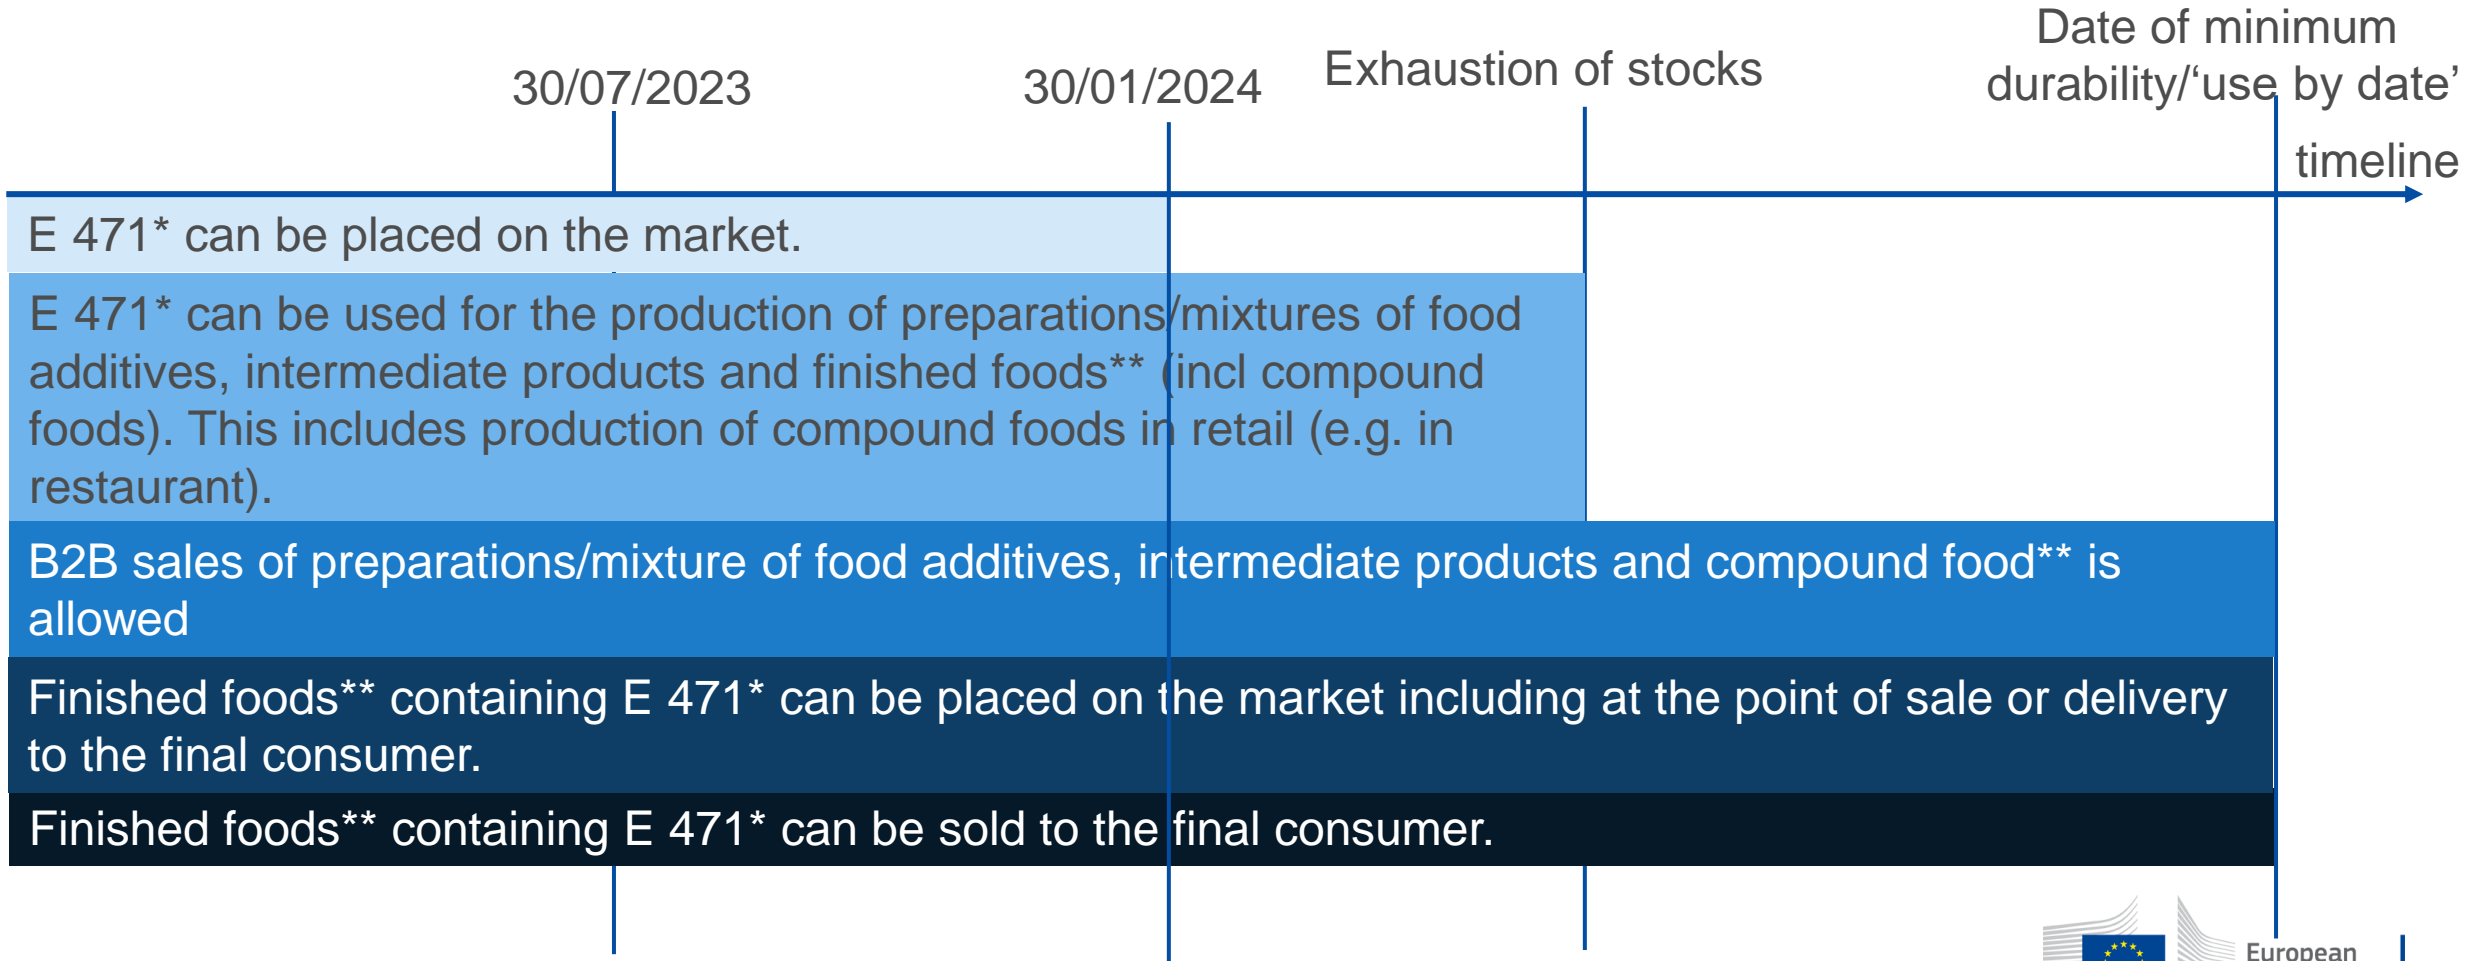 Date of minimum
durability/‘use by date’
30/07/2023
30/01/2024
Exhaustion of stocks
timeline
E 471* can be placed on the market.
E 471* can be used for the production of preparations/mixtures of food
additives, intermediate products and finished foods** (incl compound
foods). This includes production of compound foods in retail (e.g. in
restaurant).
B2B sales of preparations/mixture of food additives, intermediate products and compound food** is
allowed
Finished foods** containing E 471* can be placed on the market including at the point of sale or delivery
to the final consumer.
Finished foods** containing E 471* can be sold to the final consumer.
European